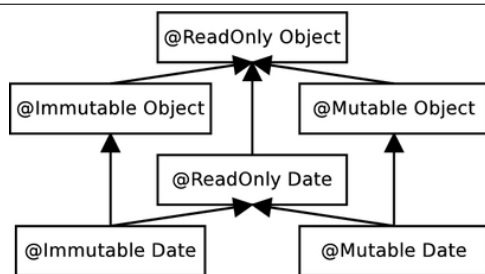 @ReadOnly Object
@Immutable Object
@Mutable Object
@ReadOnly Date
@Immutable Date
@Mutable Date